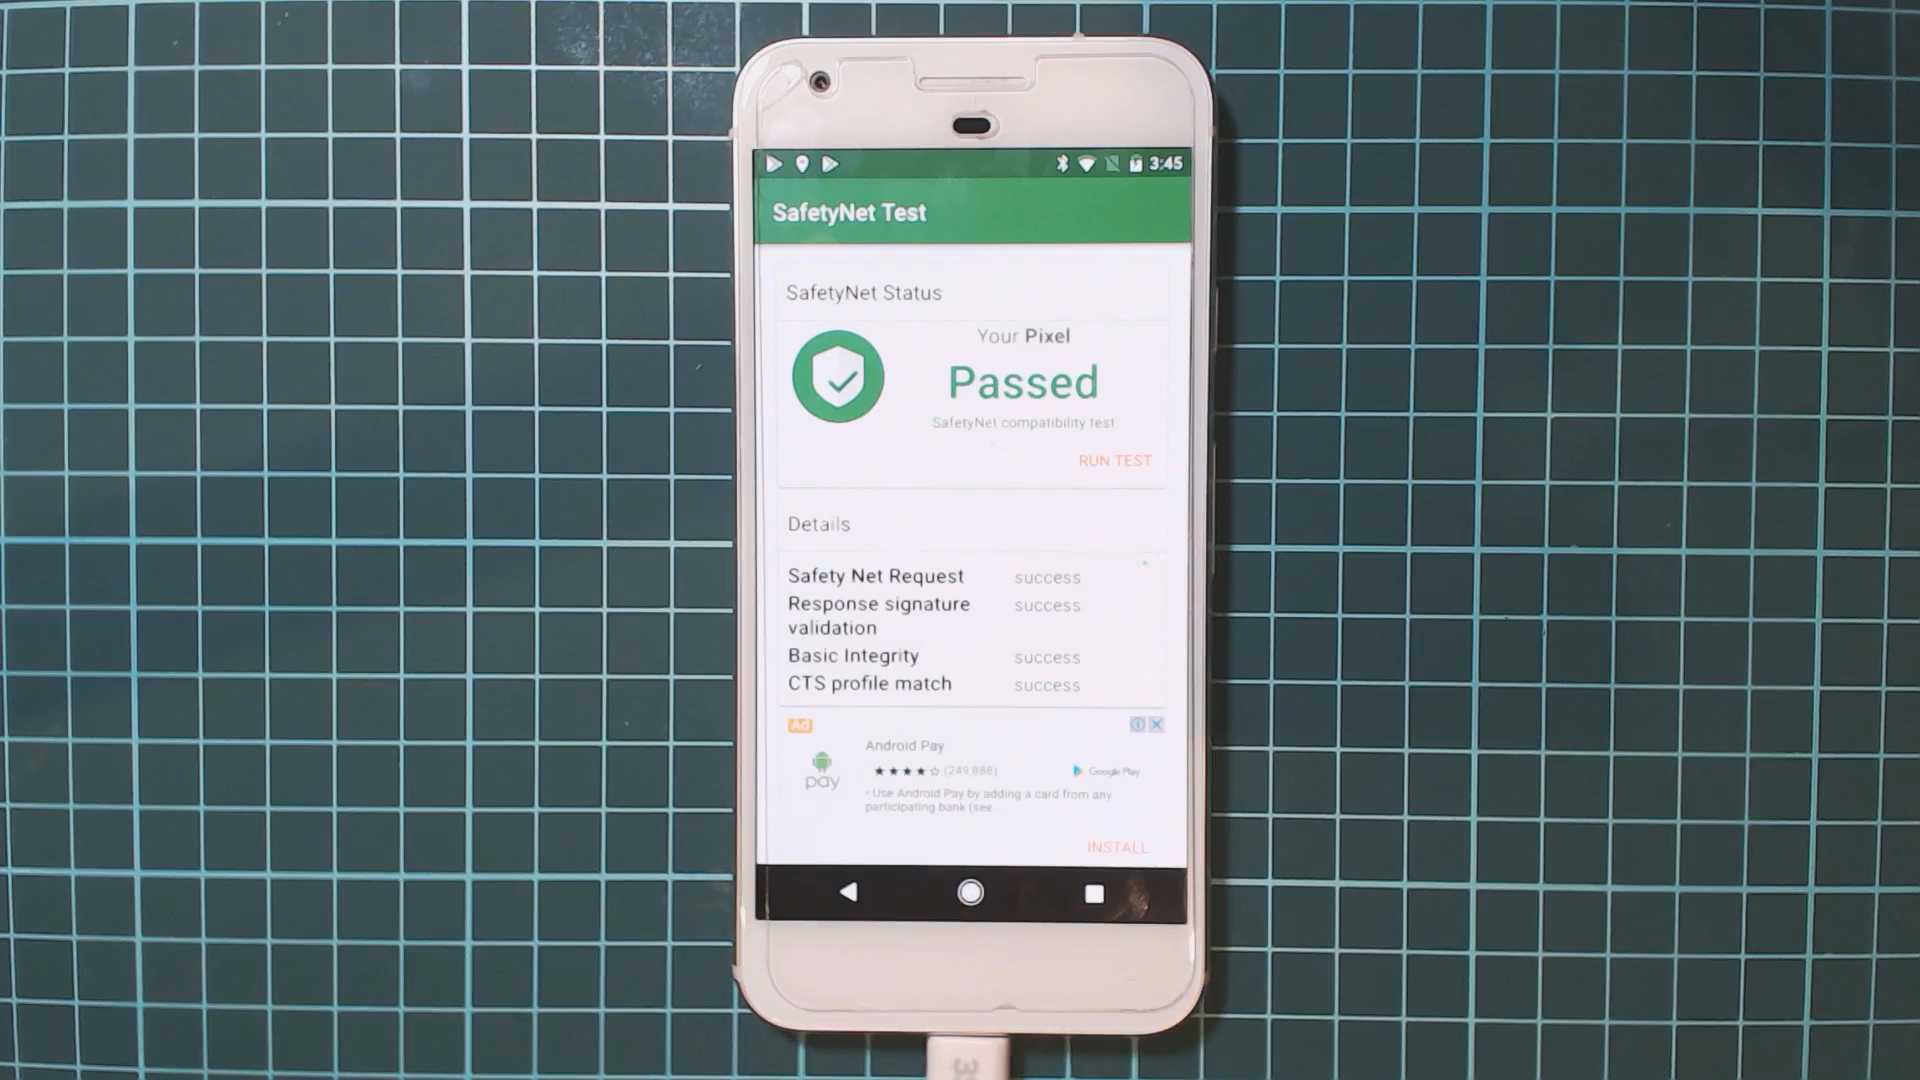 3:45
SafetyNet Test
SafetyNet Status
Your Pixel
Passed
SafetyNet compatibility test
RUN TEST
Details
Safety Net Request success
Response signature success
validation
Basic Integrity success
CTS profile match success
Ad
Android Pay
pay
(249,886)
Google Play
- Use Android Pay by adding a card from any
participating bank (see
INSTALL